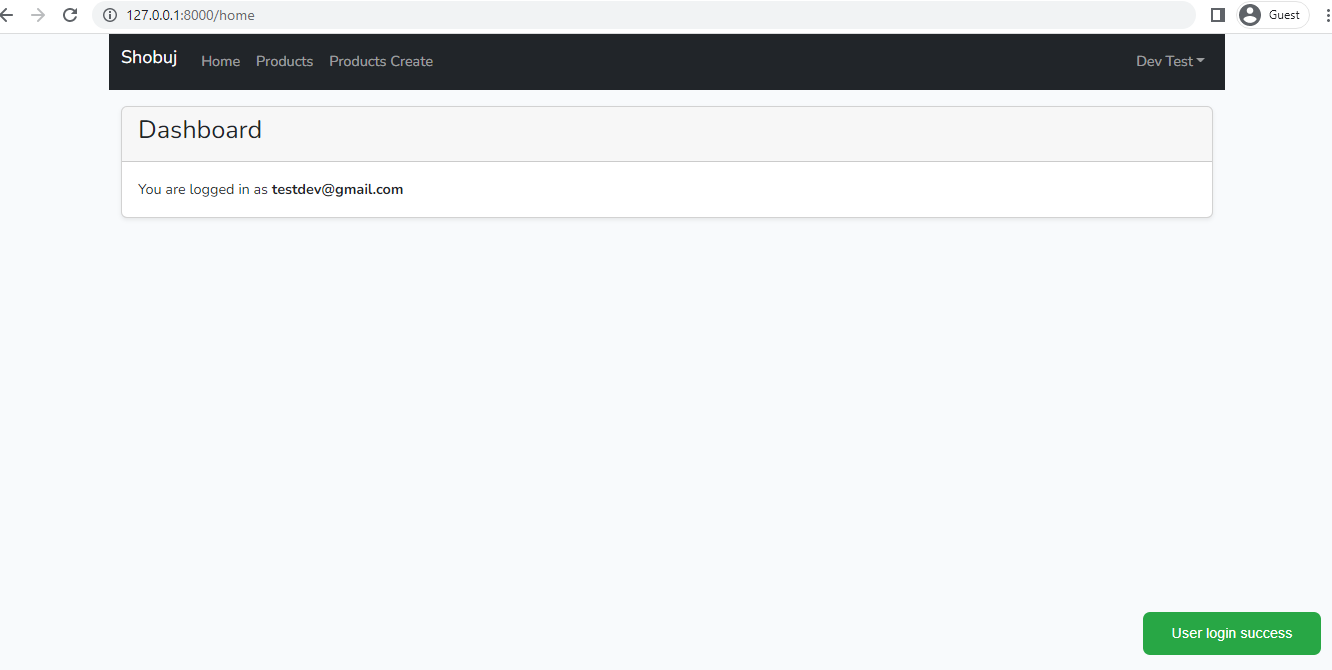 127.0.0.1:8000/home
Guest
Shobuj Home Products Products Create Dev Test
Dashboard
You are logged in as testdev@gmail.com
User login success